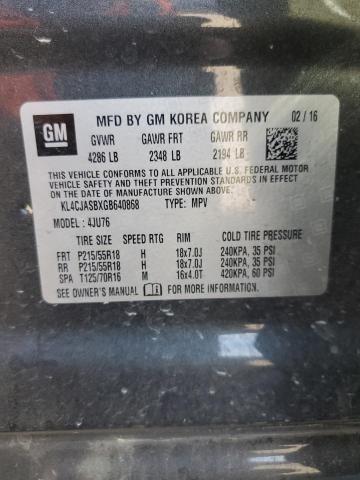 GM
MFD BY GM KOREA COMPANY 02 / 16
GVWR GAWR FRT GAWR RR
4286 LB 2348 LB 2194 LB
THIS VEHICLE CONFORMS TO ALL APPLICABLE U.S. FEDERAL MOTOR
VEHICLE SAFETY, BUMPER, AND THEFT PREVENTION STANDARDS IN EFFECT ON THE
DATE OF MANUFACTURE SHOWN ABOVE.
KL4CJASBXGB640868 TYPE: MPV
MODEL: 4JU76
TIRE SIZE SPEED RTG RIM COLD TIRE PRESSURE
FRT P215/55R18 H 18x7.0J 240KPA, 35 PSI
RR P215/55R18 H 18x7.0J 240KPA, 35 PSI
SPA T125/70R16 M 16x4.0T 420KPA, 60 PSI
SEE OWNER'S MANUAL FOR MORE INFORMATION.